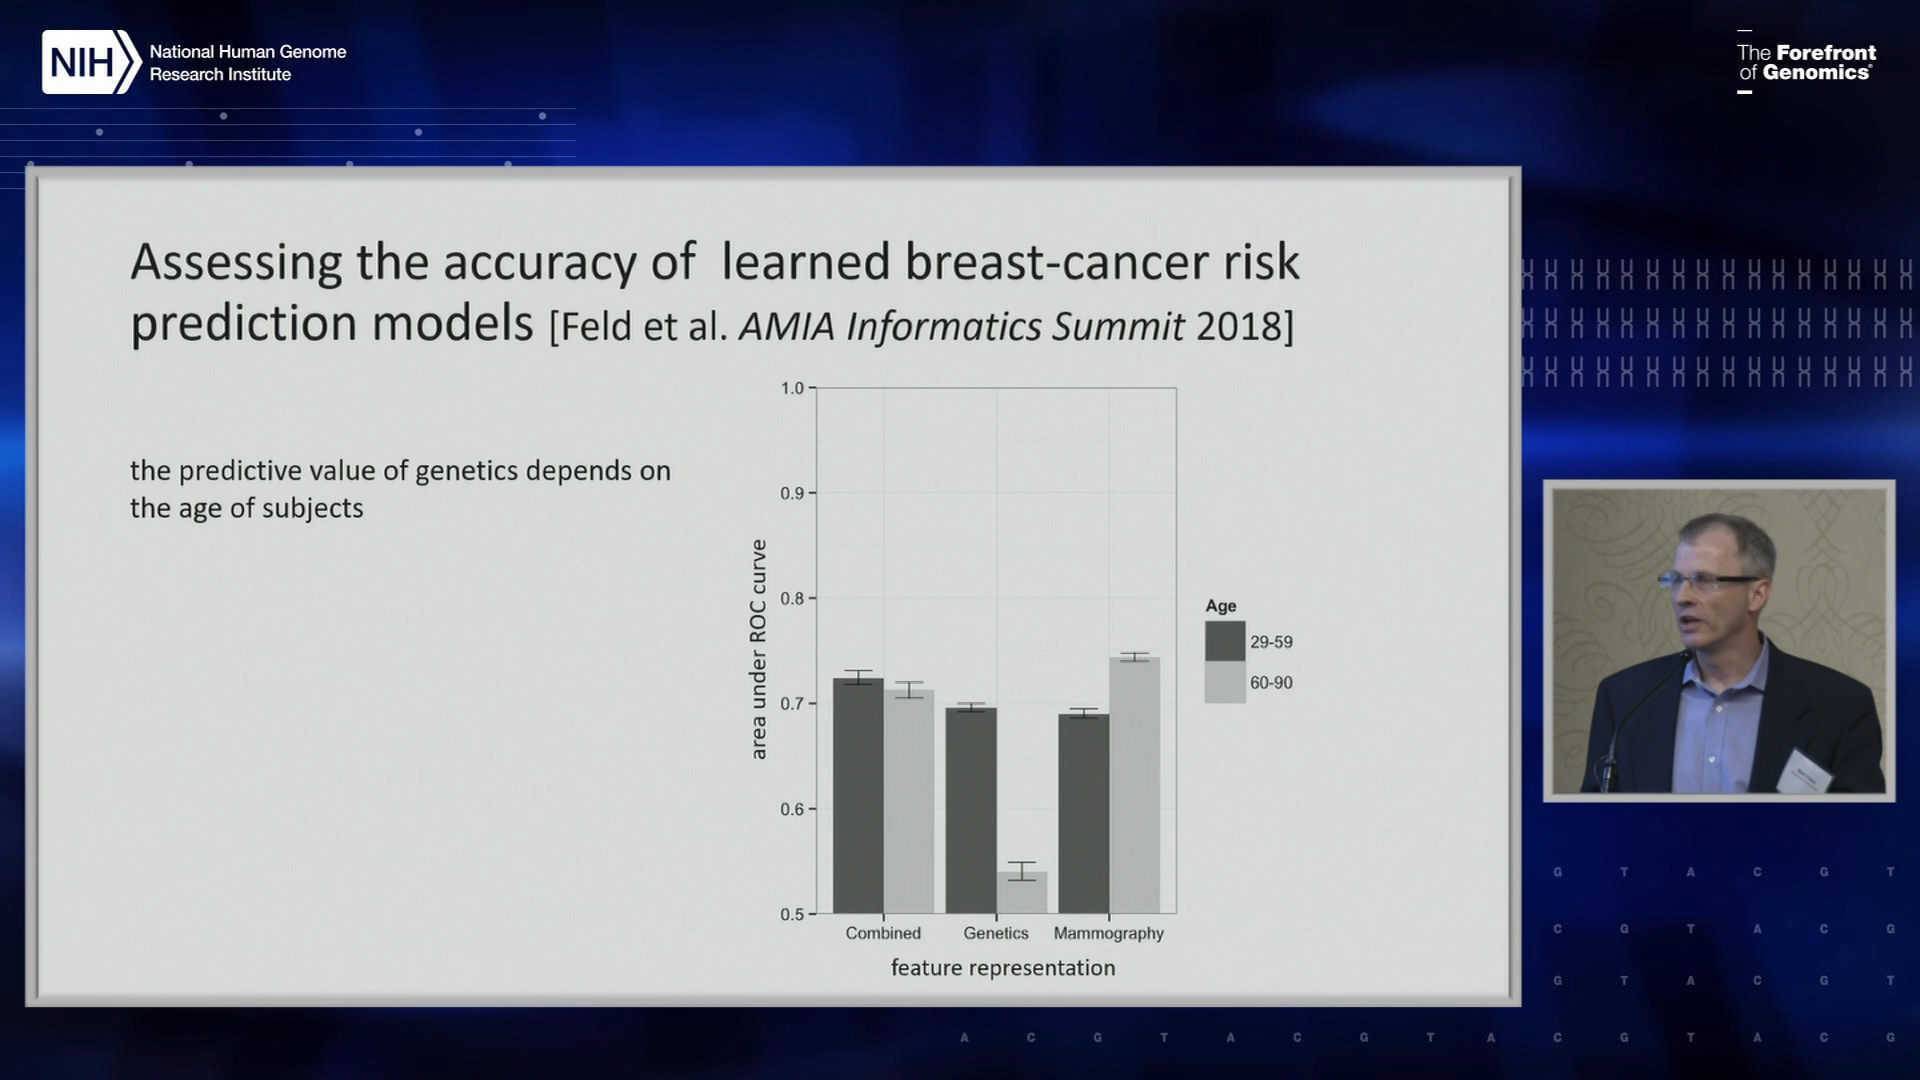 NIH
National Human Genome
Research Institute
The Forefront
of Genomics®
Assessing the accuracy of learned breast-cancer risk
prediction models [Feld et al. AMIA Informatics Summit 2018]
the predictive value of genetics depends on
the age of subjects
1.0
0.9
0.8
0.7
0.6
0.5
area under ROC curve
Combined Genetics Mammography
feature representation
Age
29-59
60-90
G T A C G T
C G T A C G
G T A C G T
A C G T A C G T A C G T A C G